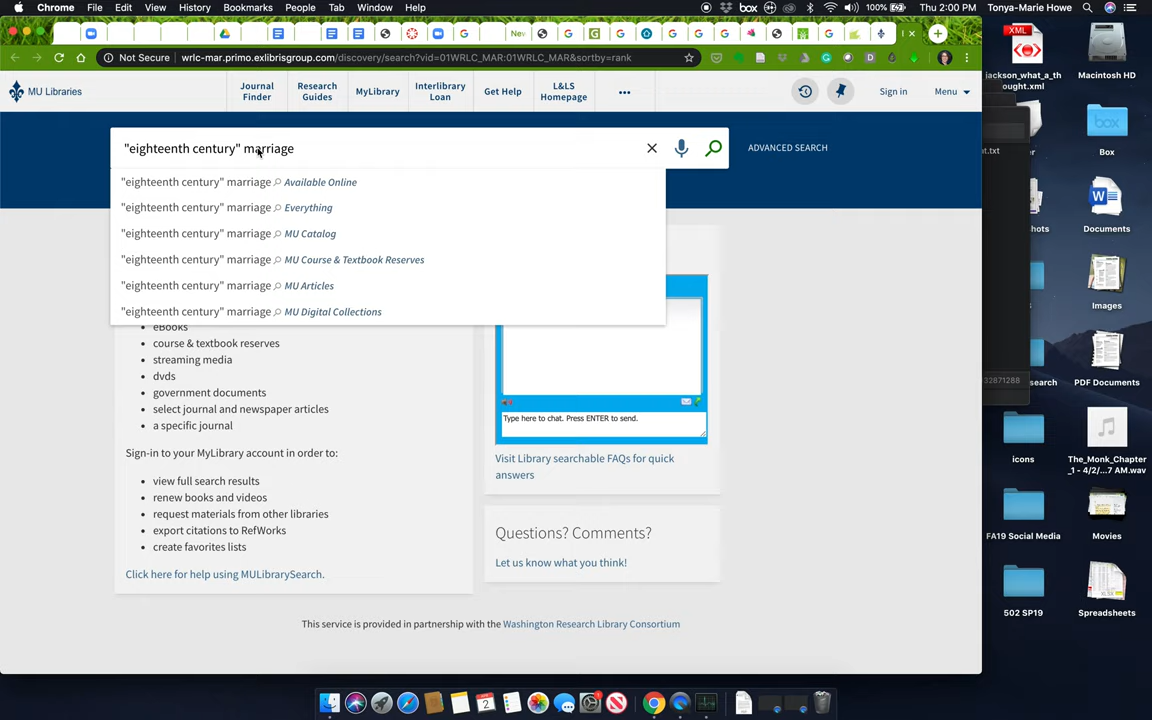 Chrome File Edit View History Bookmarks People Tab Window Help box 100% Thu 2:00 PM Tonya-Marie Howe
Nev
Not Secure wrlc-mar.primo.exlibrisgroup.com/discovery/search?vid=01WRLC_MAR:01WRLC_MAR&sortby=rank
MU Libraries
Journal Finder
Research Guides
MyLibrary
Interlibrary Loan
Get Help
L&LS Homepage
Sign in
Menu
"eighteenth century" marriage
ADVANCED SEARCH
"eighteenth century" marriage Available Online
"eighteenth century" marriage Everything
"eighteenth century" marriage MU Catalog
"eighteenth century" marriage MU Course & Textbook Reserves
"eighteenth century" marriage MU Articles
"eighteenth century" marriage MU Digital Collections
eBooks
course & textbook reserves
streaming media
dvds
government documents
select journal and newspaper articles
a specific journal
Sign-in to your MyLibrary account in order to:
view full search results
renew books and videos
request materials from other libraries
export citations to RefWorks
create favorites lists
Click here for help using MULibrarySearch.
Type here to chat. Press ENTER to send.
Visit Library searchable FAQs for quick
answers
Questions? Comments?
Let us know what you think!
This service is provided in partnership with the Washington Research Library Consortium
XML
jackson_what_a_th
ought.xml
Macintosh HD
box
Box
Documents
Images
PDF Documents
32871288
icons
The_Monk_Chapter
_1 - 4/2/...7 AM.wav
FA19 Social Media
Movies
502 SP19
Spreadsheets